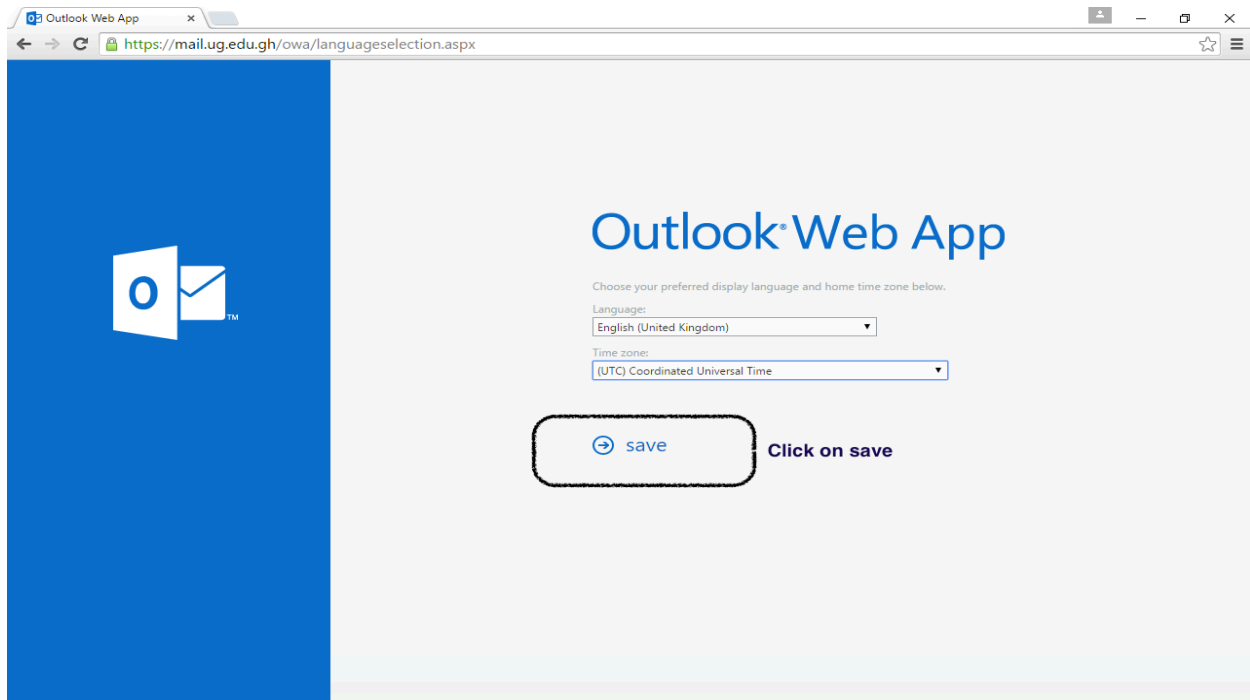 Outlook Web App
https://mail.ug.edu.gh/owa/languageselection.aspx
Outlook® Web App
Choose your preferred display language and home time zone below.
Language:
English (United Kingdom)
Time zone:
(UTC) Coordinated Universal Time
save
Click on save
O
TM